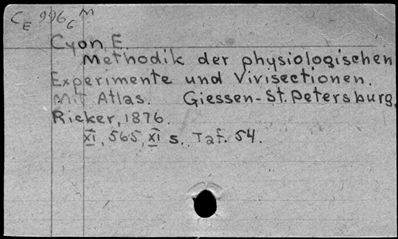 CE 996c M
Cyon E.
Methodik der physiologischen
Experimente und Vivisectionen.
Mit Atlas. Giessen-St. Petersburg,
Ricker, 1876.
XI, 565, XI s. Taf. 54.